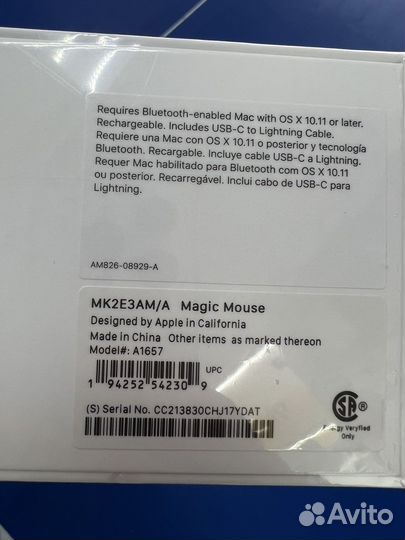 Requires Bluetooth-enabled Mac with OS X 10.11 or later.
Rechargeable. Includes USB-C to Lightning Cable.
Requiere una Mac con OS X 10.11 o posterior y tecnología
Bluetooth. Recargable. Incluye cable USB-C a Lightning.
Requer Mac habilitado para Bluetooth com OS X 10.11
ou posterior. Recarregável. Inclui cabo de USB-C para
Lightning.
AM826-08929-A
MK2E3AM/A Magic Mouse
Designed by Apple in California
Made in China Other items as marked thereon
Model#: A1657
UPC
1 94252 54230 9
(S) Serial No. CC213830CHJ17YDAT
Energy Verified
Only
Avito